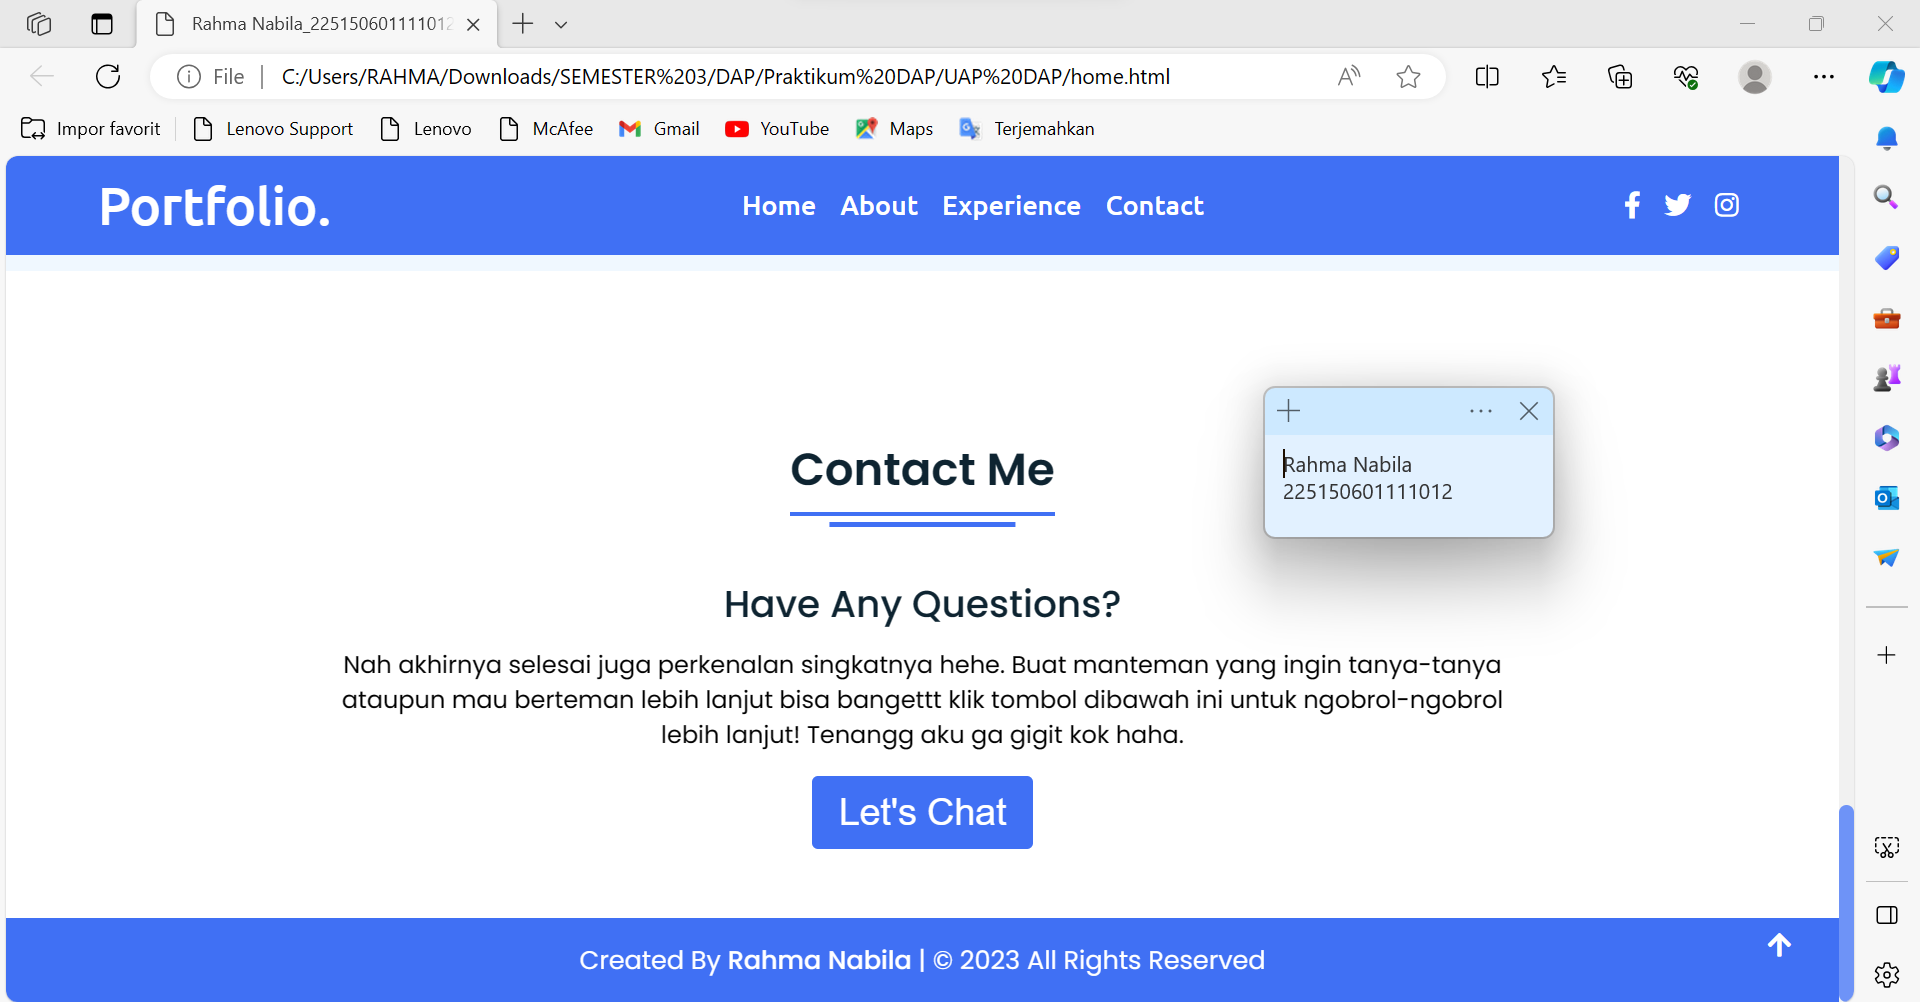 Rahma Nabila_225150601111012
File
C:/Users/RAHMA/Downloads/SEMESTER%203/DAP/Praktikum%20DAP/UAP%20DAP/home.html
Impor favorit
Lenovo Support
Lenovo
McAfee
Gmail
YouTube
Maps
Terjemahkan
Portfolio.
Home
About
Experience
Contact
Rahma Nabila
225150601111012
Contact Me
Have Any Questions?
Nah akhirnya selesai juga perkenalan singkatnya hehe. Buat manteman yang ingin tanya-tanya
ataupun mau berteman lebih lanjut bisa bangettt klik tombol dibawah ini untuk ngobrol-ngobrol
lebih lanjut! Tenangg aku ga gigit kok haha.
Let's Chat
Created By Rahma Nabila | © 2023 All Rights Reserved